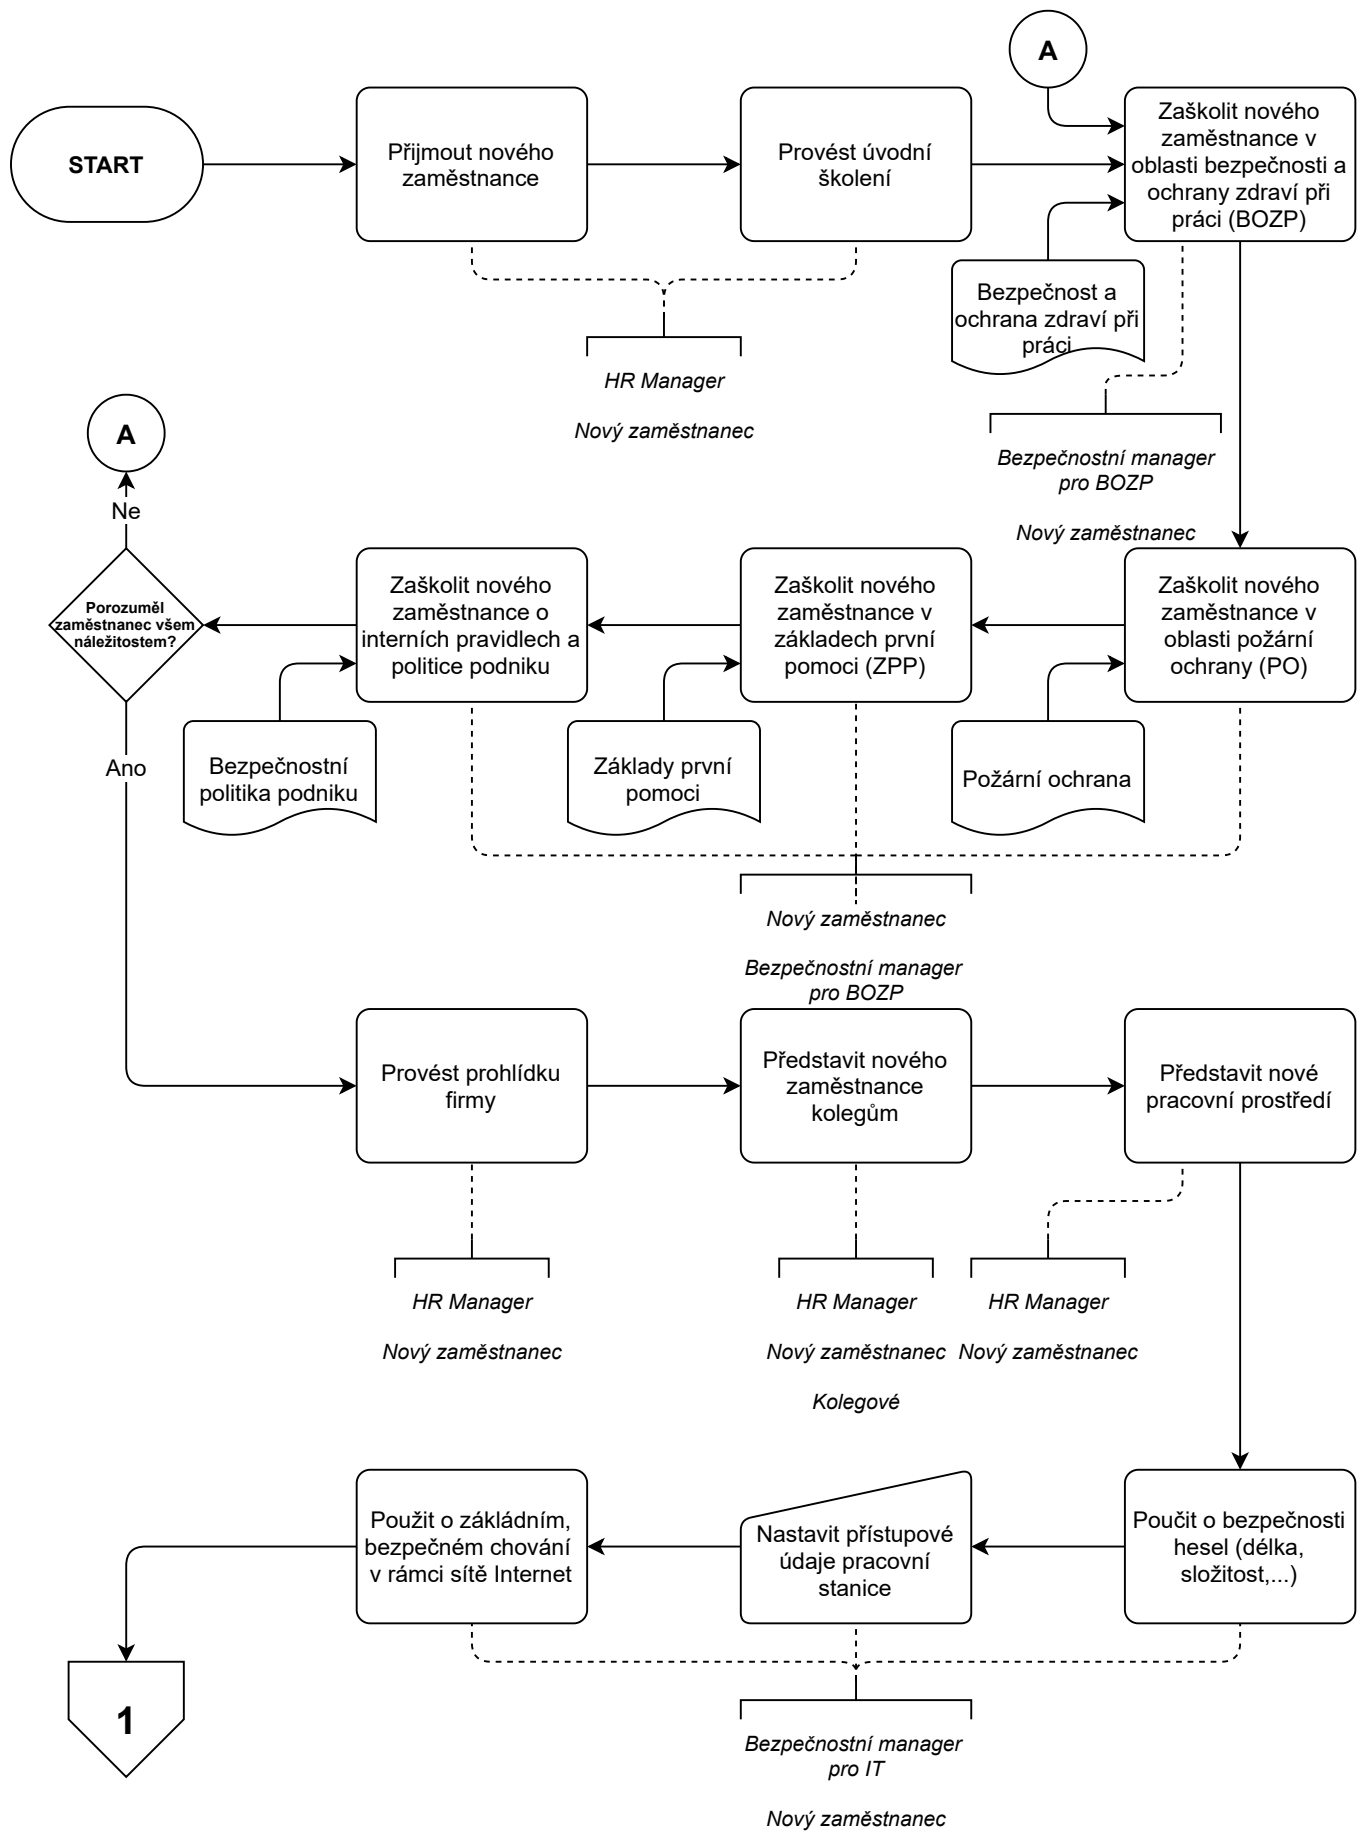 A
START
Přijmout nového
zaměstnance
Provést úvodní
školení
Zaškolit nového
zaměstnance v
oblasti bezpečnosti a
ochrany zdraví při
práci (BOZP)
Bezpečnost a
ochrana zdraví při
práci
HR Manager
Nový zaměstnanec
Bezpečnostní manager
pro BOZP
Nový zaměstnanec
A
Ne
Porozuměl
zaměstnanec všem
náležitostem?
Zaškolit nového
zaměstnance o
interních pravidlech a
politice podniku
Zaškolit nového
zaměstnance v
základech první
pomoci (ZPP)
Zaškolit nového
zaměstnance v
oblasti požární
ochrany (PO)
Ano
Bezpečnostní
politika podniku
Základy první
pomoci
Požární ochrana
Nový zaměstnanec
Bezpečnostní manager
pro BOZP
Provést prohlídku
firmy
Představit nového
zaměstnance
kolegům
Představit nové
pracovní prostředí
HR Manager
Nový zaměstnanec
HR Manager
Nový zaměstnanec
Kolegové
HR Manager
Nový zaměstnanec
Použit o základním,
bezpečném chování
v rámci sítě Internet
Nastavit přístupové
údaje pracovní
stanice
Poučit o bezpečnosti
hesel (délka,
složitost,...)
1
Bezpečnostní manager
pro IT
Nový zaměstnanec